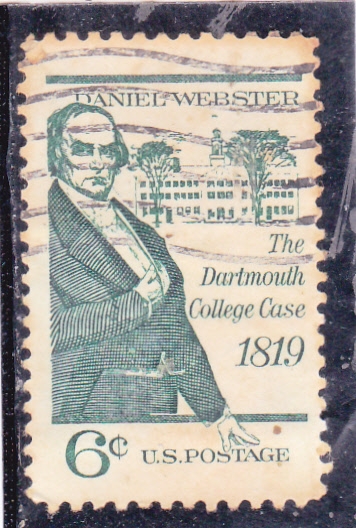 DANIEL WEBSTER
The
Dartmouth
College Case
1819
6¢ U.S.POSTAGE